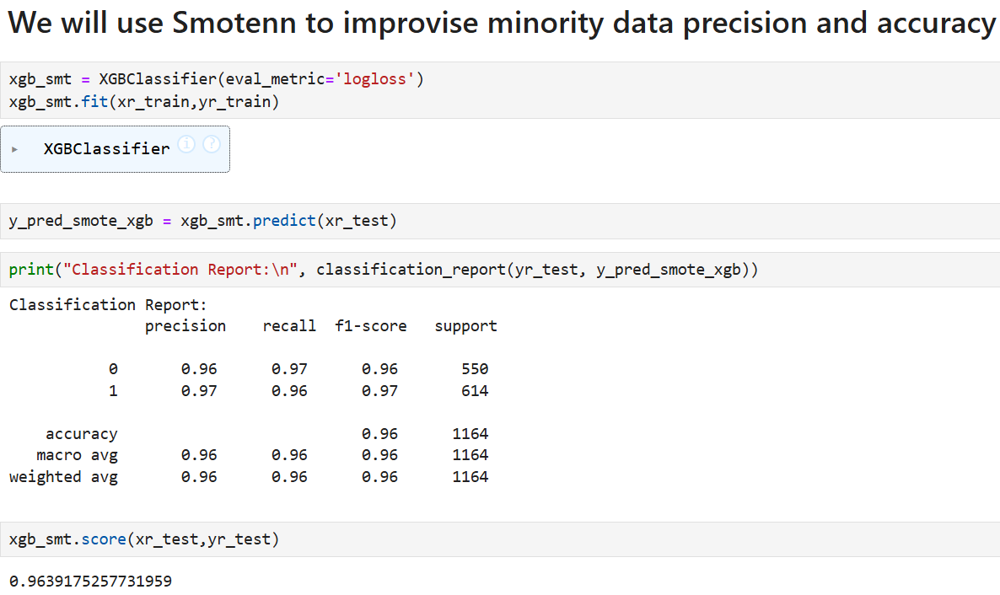 We will use Smotenn to improvise minority data precision and accuracy
xgb_smt = XGBClassifier(eval_metric='logloss')
xgb_smt.fit(xr_train,yr_train)
▸ XGBClassifier i ?
y_pred_smote_xgb = xgb_smt.predict(xr_test)
print("Classification Report:\n", classification_report(yr_test, y_pred_smote_xgb))
Classification Report:
precision recall f1-score support
0 0.96 0.97 0.96 550
1 0.97 0.96 0.97 614
accuracy 0.96 1164
macro avg 0.96 0.96 0.96 1164
weighted avg 0.96 0.96 0.96 1164
xgb_smt.score(xr_test,yr_test)
0.9639175257731959